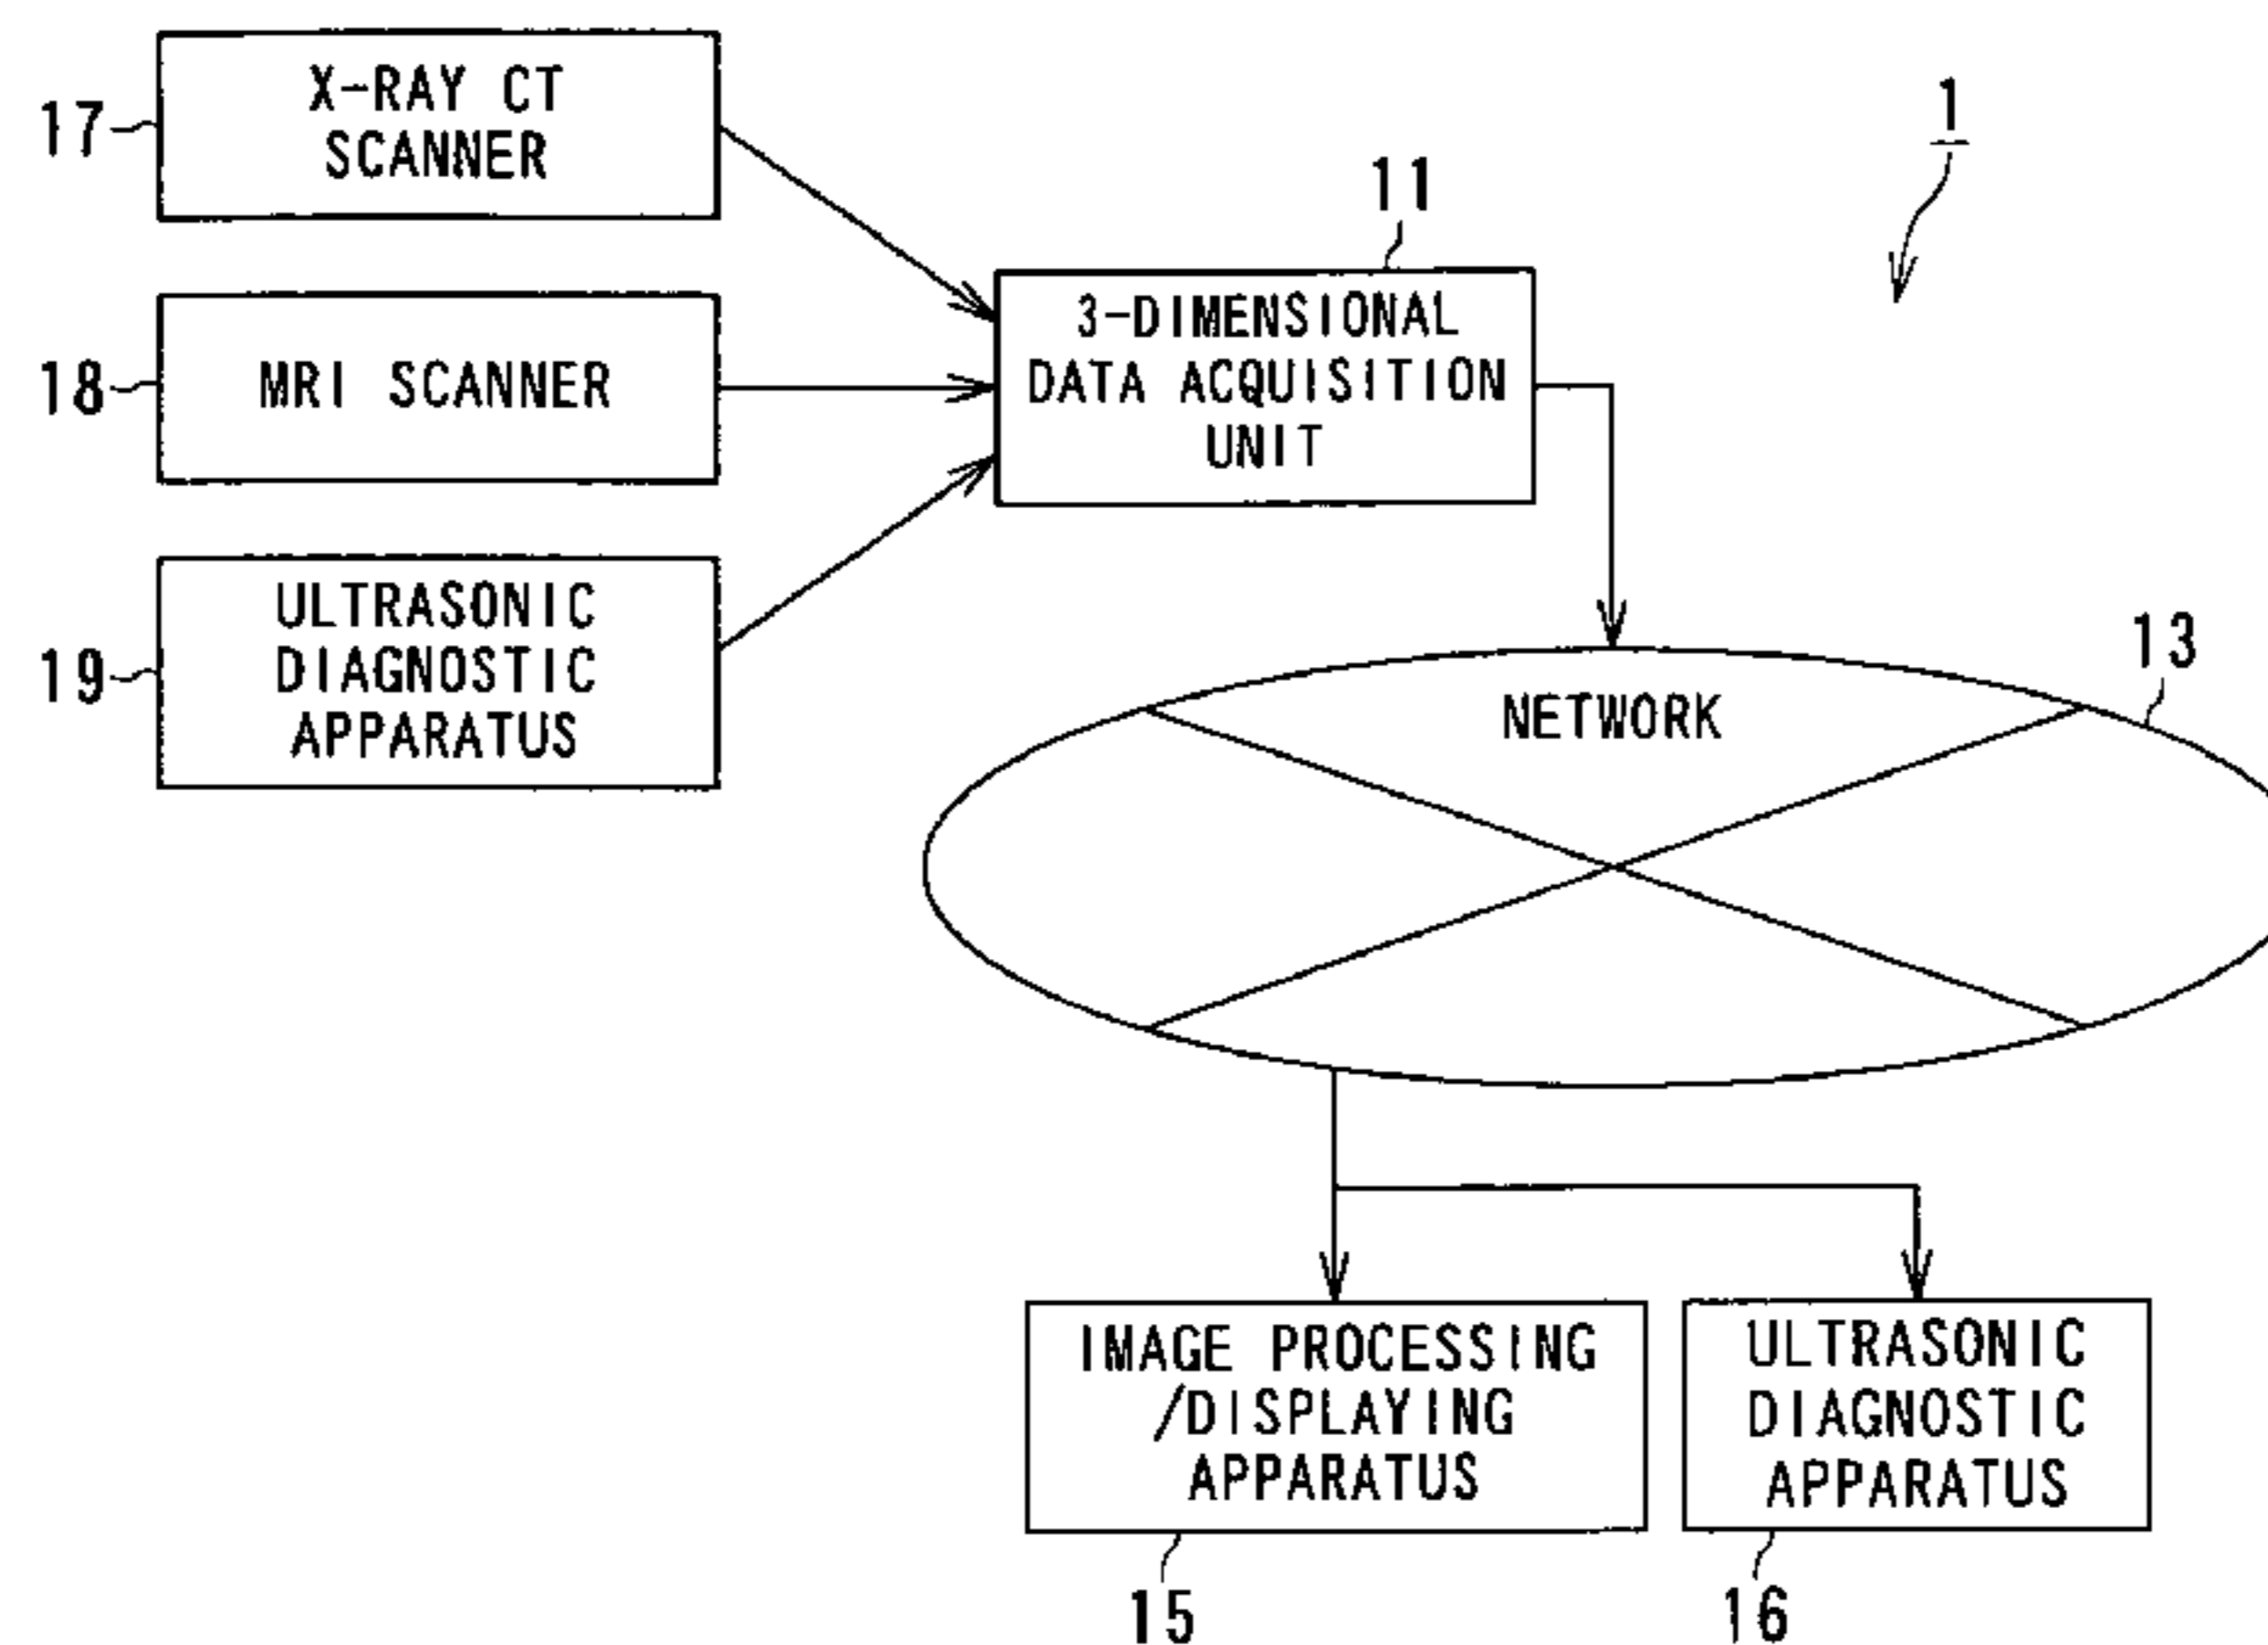 X-RAY CT
SCANNER
17
1
11
3-DIMENSIONAL
DATA ACQUISITION
UNIT
18
MRI SCANNER
19
ULTRASONIC
DIAGNOSTIC
APPARATUS
13
NETWORK
IMAGE PROCESSING
/DISPLAYING
APPARATUS
ULTRASONIC
DIAGNOSTIC
APPARATUS
15
16